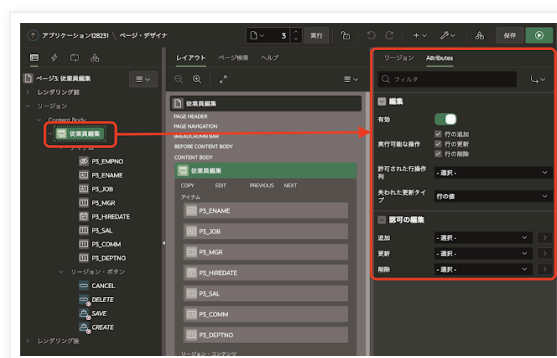 アプリケーション128231 \ ページ・デザイナ
3
実行
保存
ページ3: 従業員編集
レンダリング前
リージョン
Content Body
従業員編集
アイテム
P3_EMPNO
P3_ENAME
P3_JOB
P3_MGR
P3_HIREDATE
P3_SAL
P3_COMM
P3_DEPTNO
リージョン・ボタン
CANCEL
DELETE
SAVE
CREATE
レンダリング後
レイアウト ページ検索 ヘルプ
従業員編集
PAGE HEADER
PAGE NAVIGATION
BREADCRUMB BAR
BEFORE CONTENT BODY
CONTENT BODY
従業員編集
COPY EDIT PREVIOUS NEXT
アイテム
P3_ENAME
P3_JOB
P3_MGR
P3_HIREDATE
P3_SAL
P3_COMM
P3_DEPTNO
リージョン・コンテンツ
リージョン Attributes
フィルタ
編集
有効
実行可能な操作
行の追加
行の更新
行の削除
許可された行操作列
- 選択 -
失われた更新タイプ
行の値
認可の編集
追加 - 選択 -
更新 - 選択 -
削除 - 選択 -